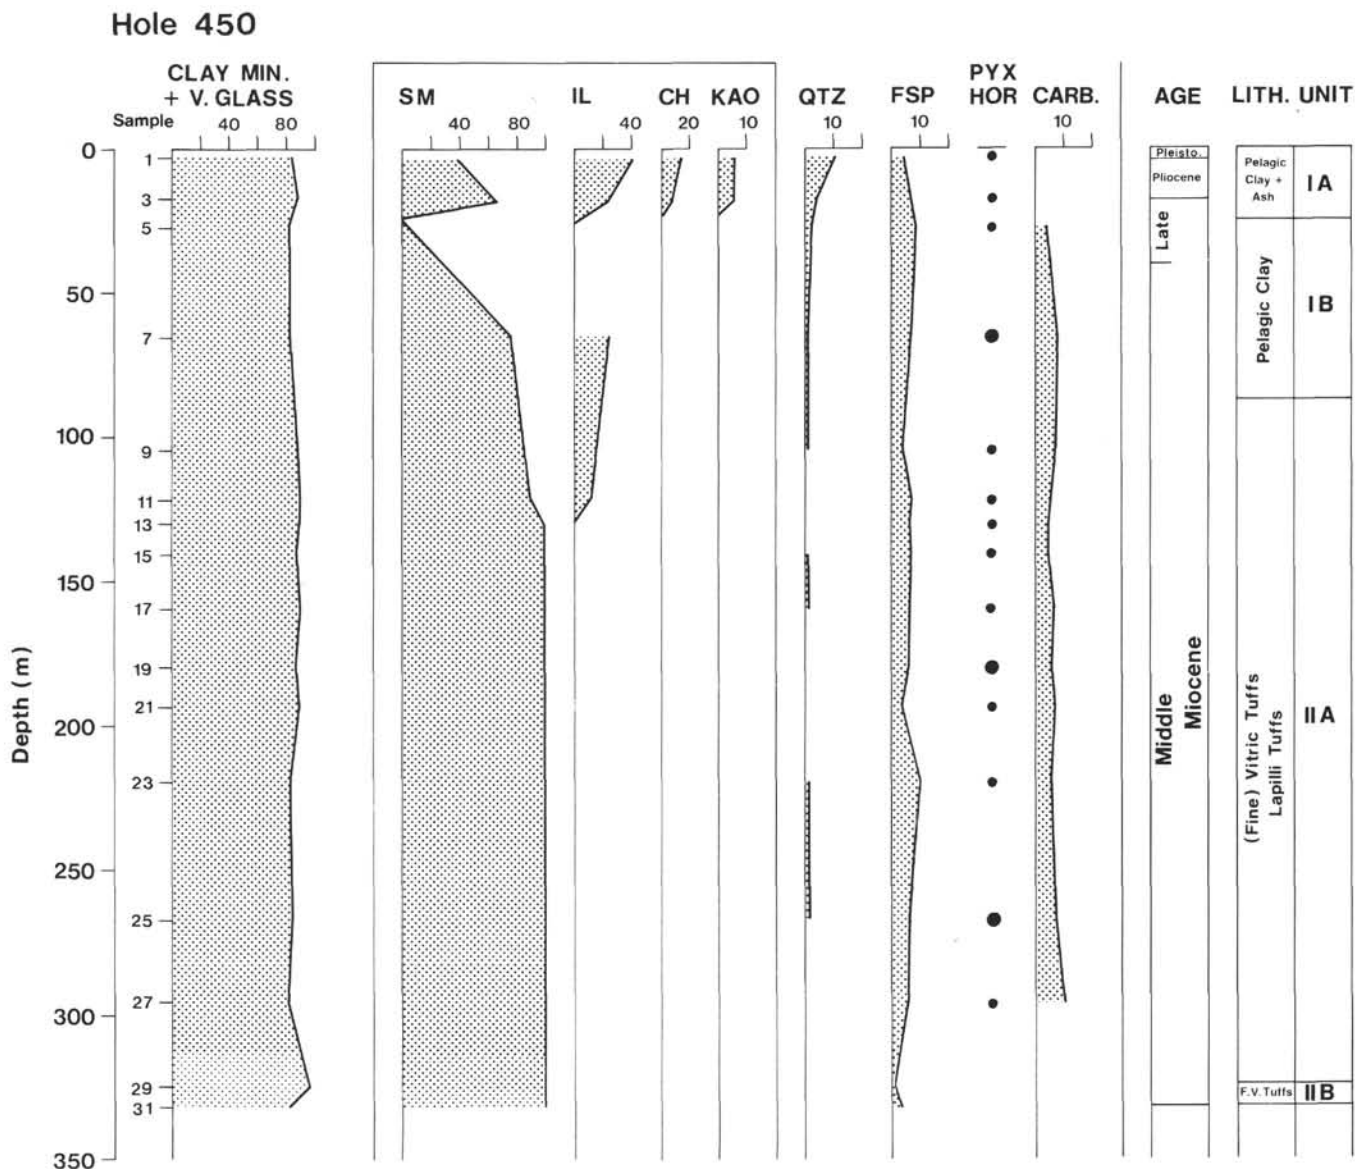 Hole 450
CLAY MIN.
+ V. GLASS
SM
IL
CH
KAO
QTZ
FSP
PYX
HOR
CARB.
AGE
LITH. UNIT
Sample
40 80
40 80
40
20
10
10
10
10
Depth (m)
0
50
100
150
200
250
300
350
1
3
5
7
9
11
13
15
17
19
21
23
25
27
29
31
Pleisto.
Pliocene
Late
Middle
Miocene
Pelagic
Clay +
Ash
IA
Pelagic Clay
IB
(Fine) Vitric Tuffs
Lapilli Tuffs
IIA
F.V. Tuffs
IIB